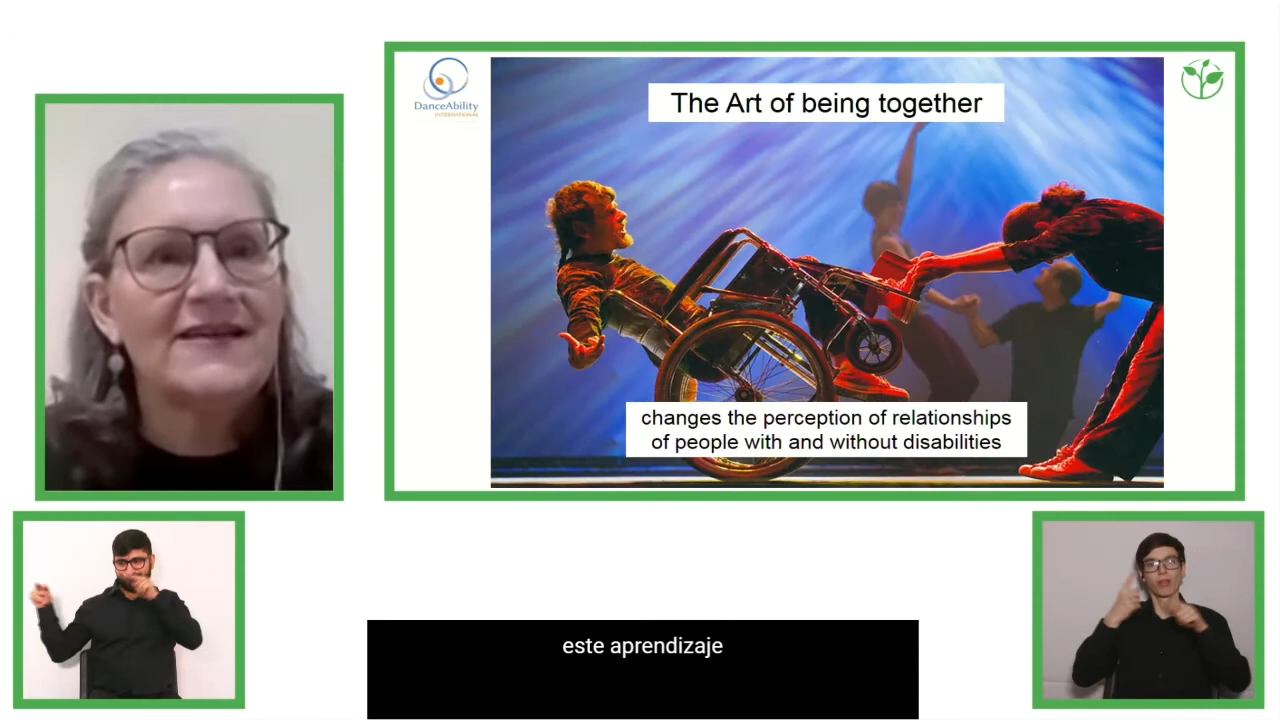 DanceAbility
INTERNATIONAL
The Art of being together
changes the perception of relationships
of people with and without disabilities
este aprendizaje